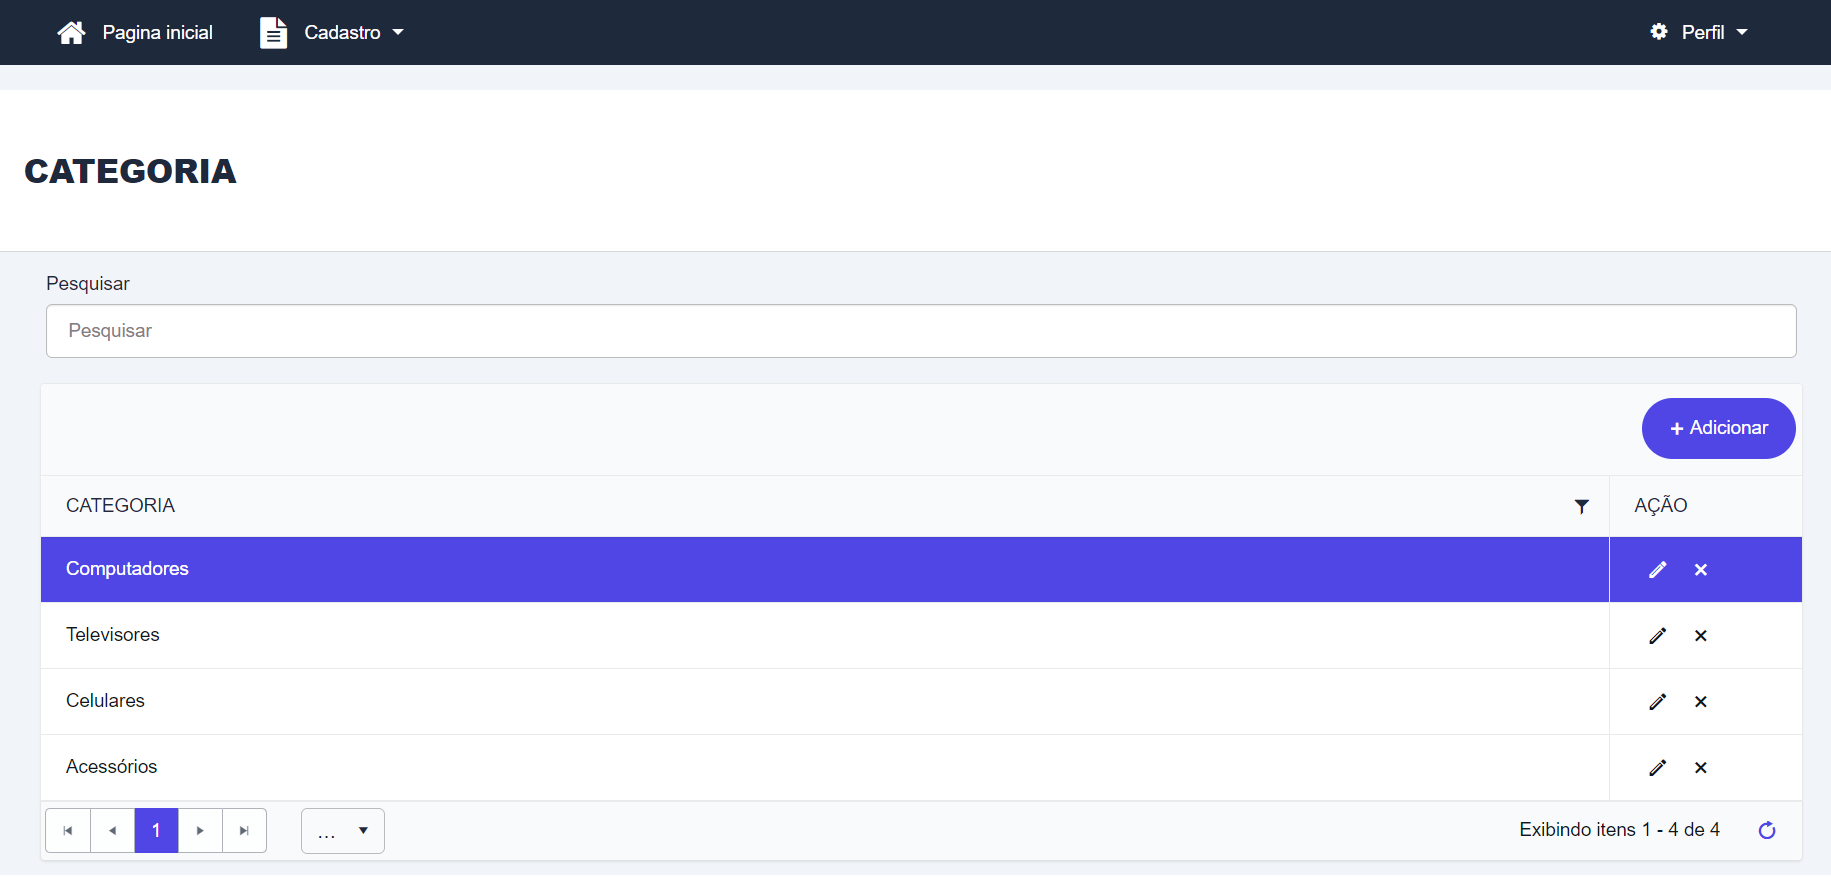 Pagina inicial Cadastro Perfil
CATEGORIA
Pesquisar
Pesquisar
+ Adicionar
CATEGORIA AÇÃO
Computadores
Televisores
Celulares
Acessórios
1 ... Exibindo itens 1 - 4 de 4